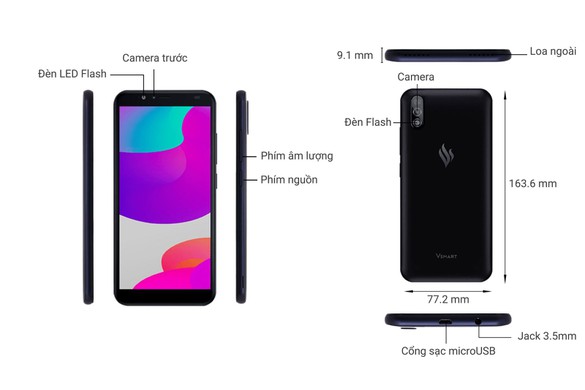 Camera trước
Đèn LED Flash
Phím âm lượng
Phím nguồn
9.1 mm
Loa ngoài
Camera
Đèn Flash
163.6 mm
VSMART
77.2 mm
Jack 3.5mm
Cổng sạc microUSB